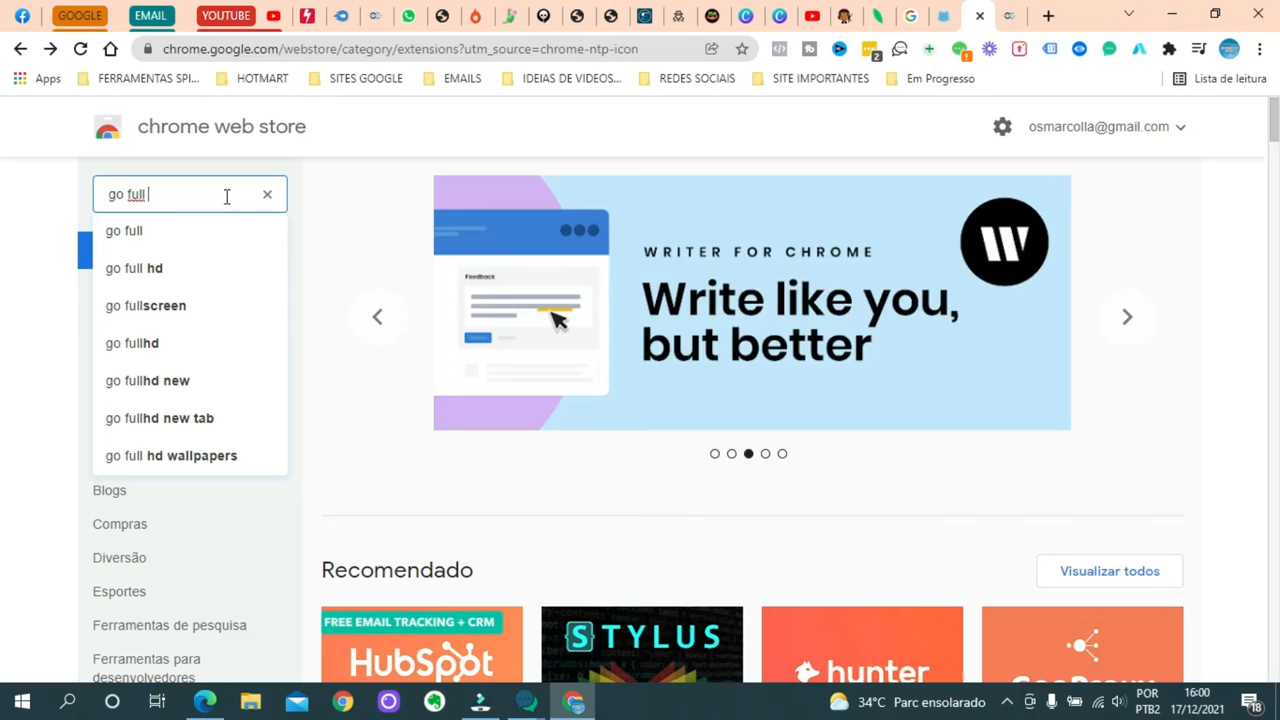 GOOGLE
EMAIL
YOUTUBE
chrome.google.com/webstore/category/extensions?utm_source=chrome-ntp-icon
2
Apps
FERRAMENTAS SPI...
HOTMART
SITES GOOGLE
EMAILS
IDEIAS DE VIDEOS...
REDES SOCIAIS
SITE IMPORTANTES
Em Progresso
Lista de leitura
chrome web store
osmarcolla@gmail.com
go full
go full
go full hd
go fullscreen
go fullhd
go fullhd new
go fullhd new tab
go full hd wallpapers
Blogs
Compras
Diversão
Esportes
Ferramentas de pesquisa
Ferramentas para
desenvolvedores
Feedback
WRITER FOR CHROME
Write like you,
but better
W
Recomendado
Visualizar todos
FREE EMAIL TRACKING + CRM
HubSpot
STYLUS
hunter
34°C Parc ensolarado
POR
PTB2
16:00
17/12/2021
18